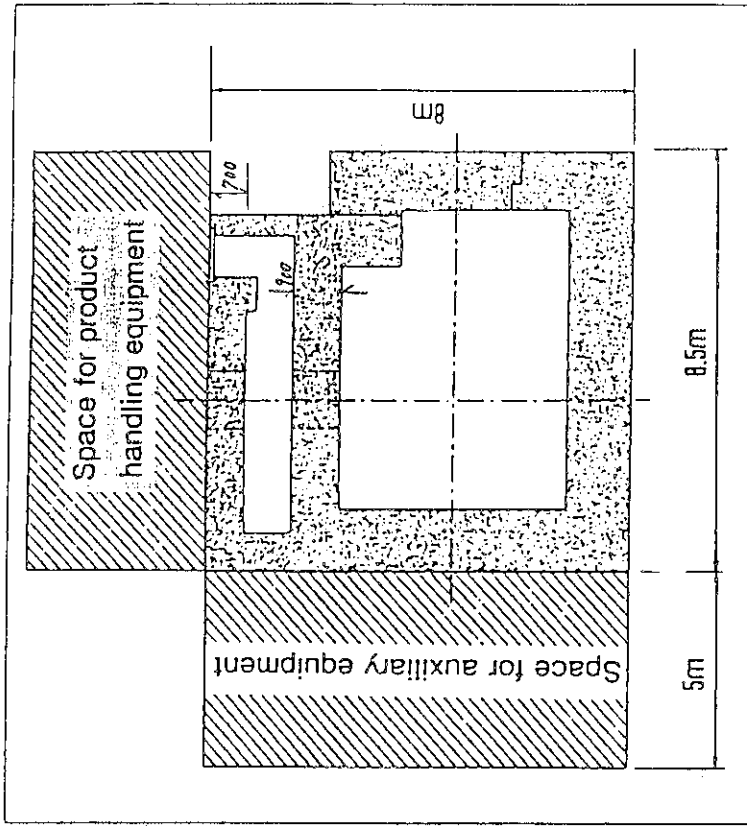 Space for product
handling equipment
700
900
8m
Space for auxiliary equipment
8.5m
5m